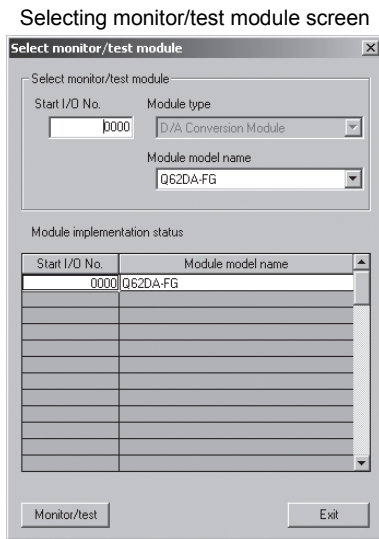 Selecting monitor/test module screen
Select monitor/test module
Select monitor/test module
Start I/O No.
Module type
0000
D/A Conversion Module
Module model name
Q62DA-FG
Module implementation status
Start I/O No.
Module model name
0000
Q62DA-FG
Monitor/test
Exit